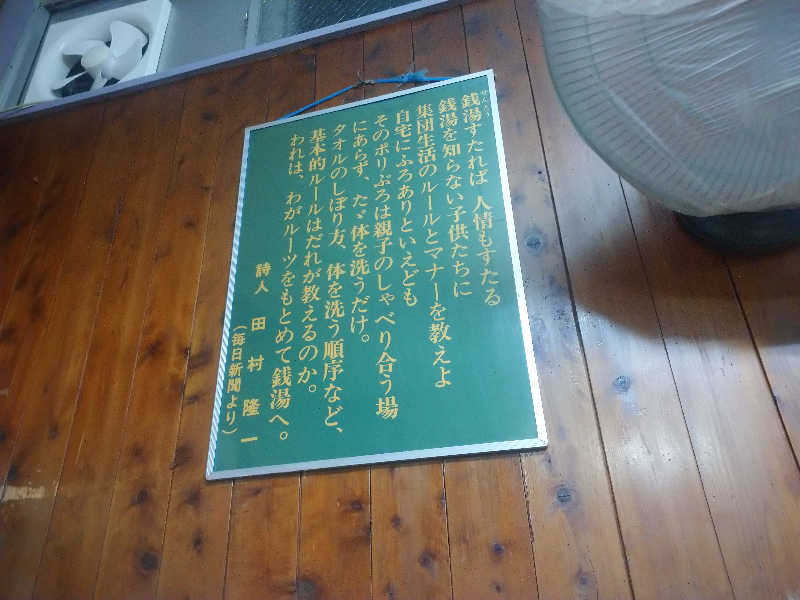 銭湯すたれば 人情もすたる
銭湯を知らない子供たちに
集団生活のルールとマナーを教えよ
自宅にふろありといえども
そのポリぶろは親子のしゃべり合う場
にあらず、たゞ体を洗うだけ。
タオルのしぼり方、体を洗う順序など、
基本的ルールはだれが教えるのか。
われは、わがルーツをもとめて銭湯へ。
詩人 田村隆一
(毎日新聞より)